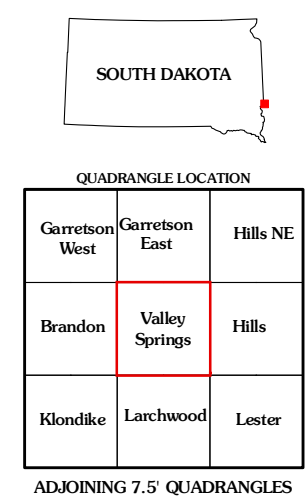 SOUTH DAKOTA
QUADRANGLE LOCATION
Garretson
West
Garretson
East
Hills NE
Brandon
Valley
Springs
Hills
Klondike
Larchwood
Lester
ADJOINING 7.5' QUADRANGLES